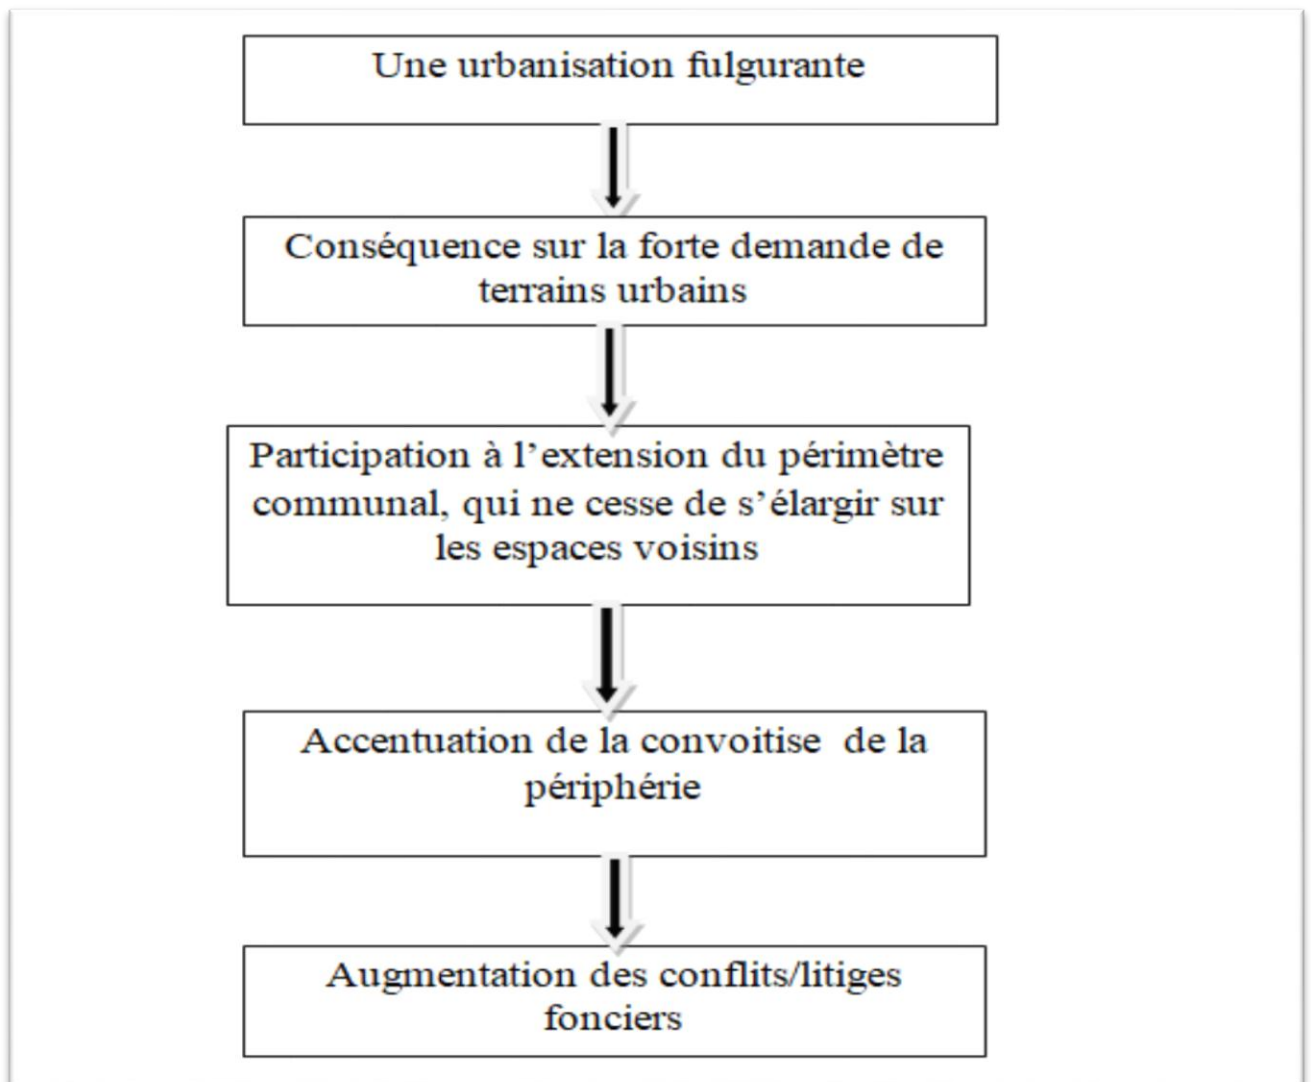 Une urbanisation fulgurante
Conséquence sur la forte demande de
terrains urbains
Participation à l’extension du périmètre
communal, qui ne cesse de s’élargir sur
les espaces voisins
Accentuation de la convoitise  de la
périphérie
Augmentation des conflits/litiges
fonciers